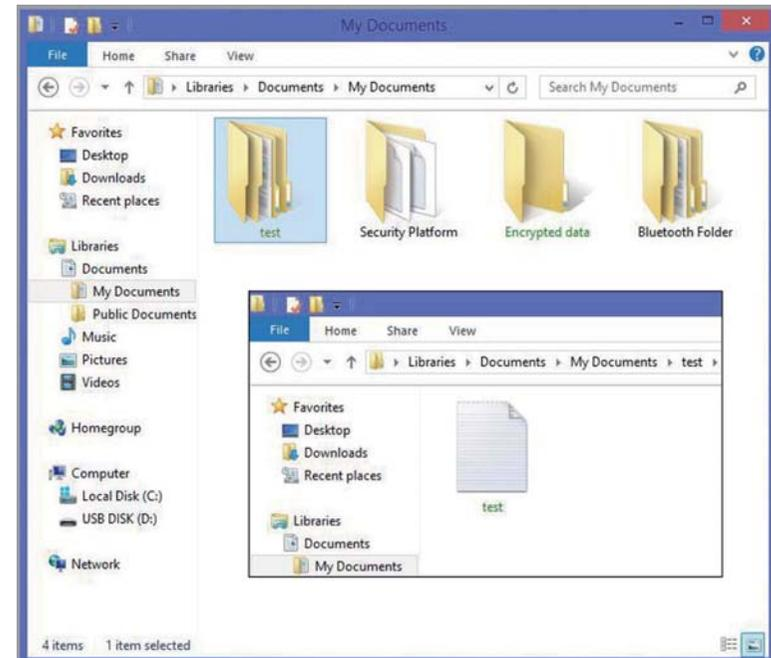 My Documents
File Home Share View
Libraries Documents My Documents
Search My Documents
Favorites
Desktop
Downloads
Recent places
Libraries
Documents
My Documents
Public Documents
Music
Pictures
Videos
Homegroup
Computer
Local Disk (C:)
USB DISK (D:)
Network
test Security Platform Encrypted data Bluetooth Folder
File Home Share View
Libraries Documents My Documents test
Favorites
Desktop
Downloads
Recent places
Libraries
Documents
My Documents
test
4 items 1 item selected